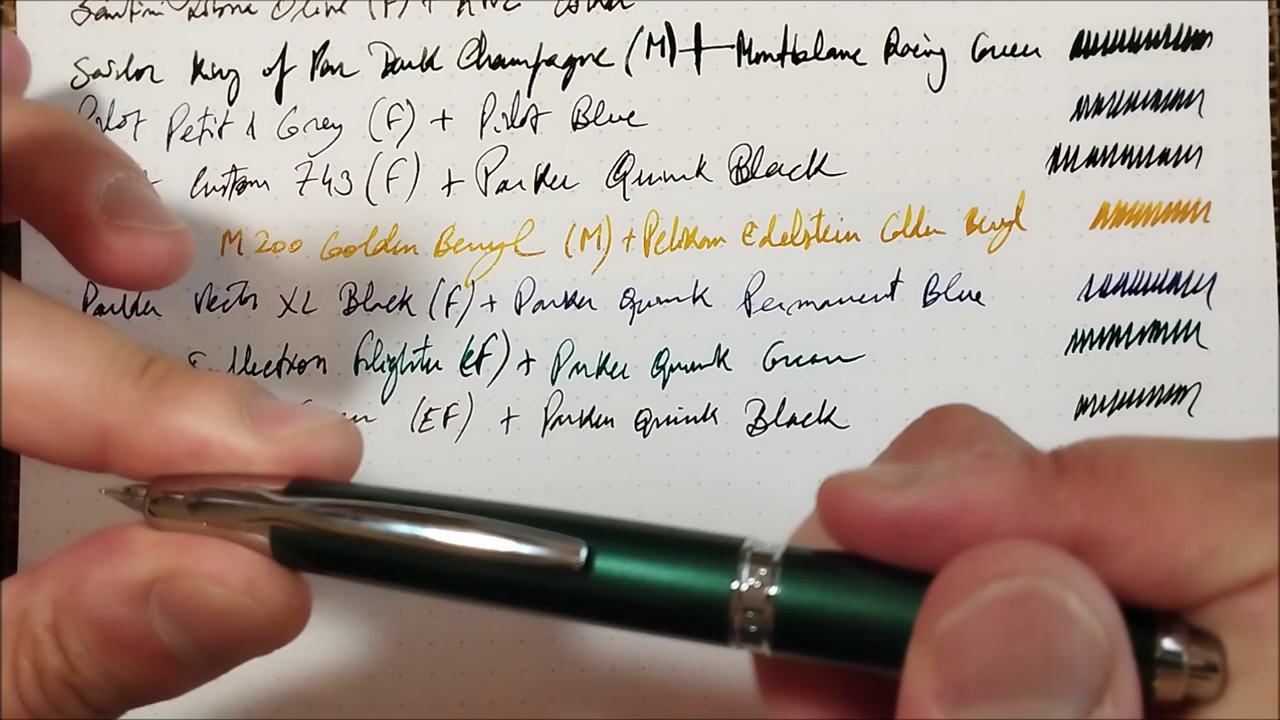 Olive (F) +
Sailor King of Pen Dark Champagne (M) + Montblanc Racing Green
Pilot Petit 1 Grey (F) + Pilot Blue
Custom 743 (F) + Parker Quink Black
M200 Golden Beryl (M) + Pelikan Edelstein Golden Beryl
Parker Vector XL Black (F) + Parker Quink Permanent Blue
Flighter (EF) + Parker Quink Green
(EF) + Parker Quink Black